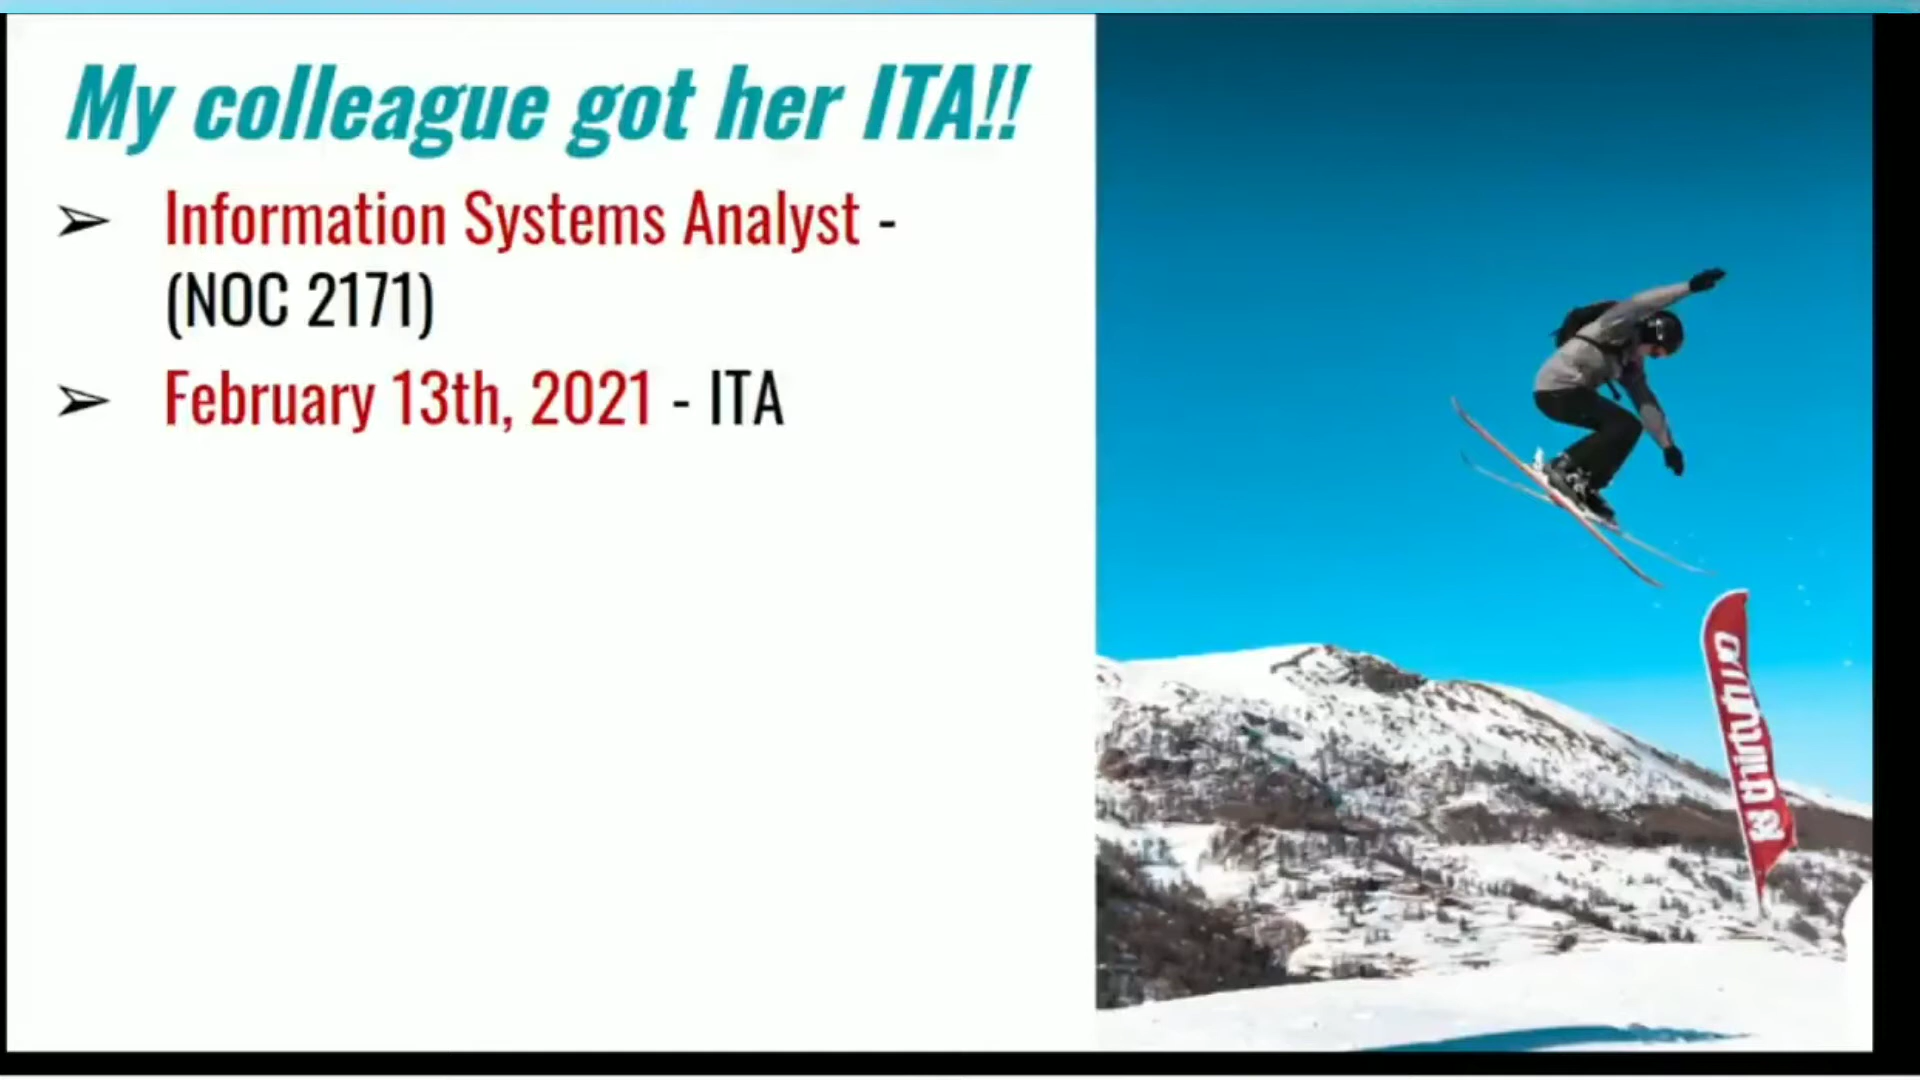 My colleague got her ITA!!
➢ Information Systems Analyst -
(NOC 2171)
➢ February 13th, 2021 - ITA